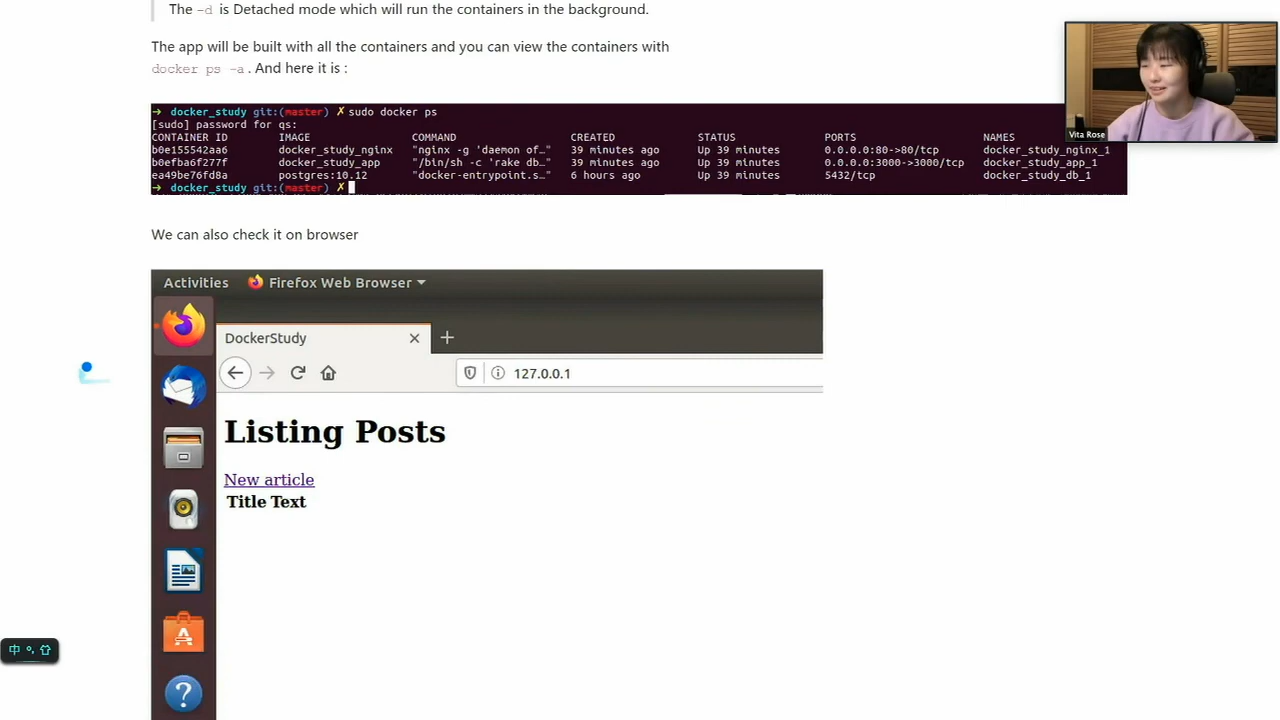 The -d is Detached mode which will run the containers in the background.
The app will be built with all the containers and you can view the containers with
docker ps -a. And here it is :
Vita Rose
→ docker_study git:(master) ✗ sudo docker ps
[sudo] password for qs:
CONTAINER ID IMAGE COMMAND CREATED STATUS PORTS NAMES
b0e155542aa6 docker_study_nginx "nginx -g 'daemon of…" 39 minutes ago Up 39 minutes 0.0.0.0:80->80/tcp docker_study_nginx_1
b0efba6f277f docker_study_app "/bin/sh -c 'rake db…" 39 minutes ago Up 39 minutes 0.0.0.0:3000->3000/tcp docker_study_app_1
ea49be76fd8a postgres:10.12 "docker-entrypoint.s…" 6 hours ago Up 39 minutes 5432/tcp docker_study_db_1
→ docker_study git:(master) ✗
We can also check it on browser
Activities Firefox Web Browser
DockerStudy
127.0.0.1
Listing Posts
New article
Title Text
中